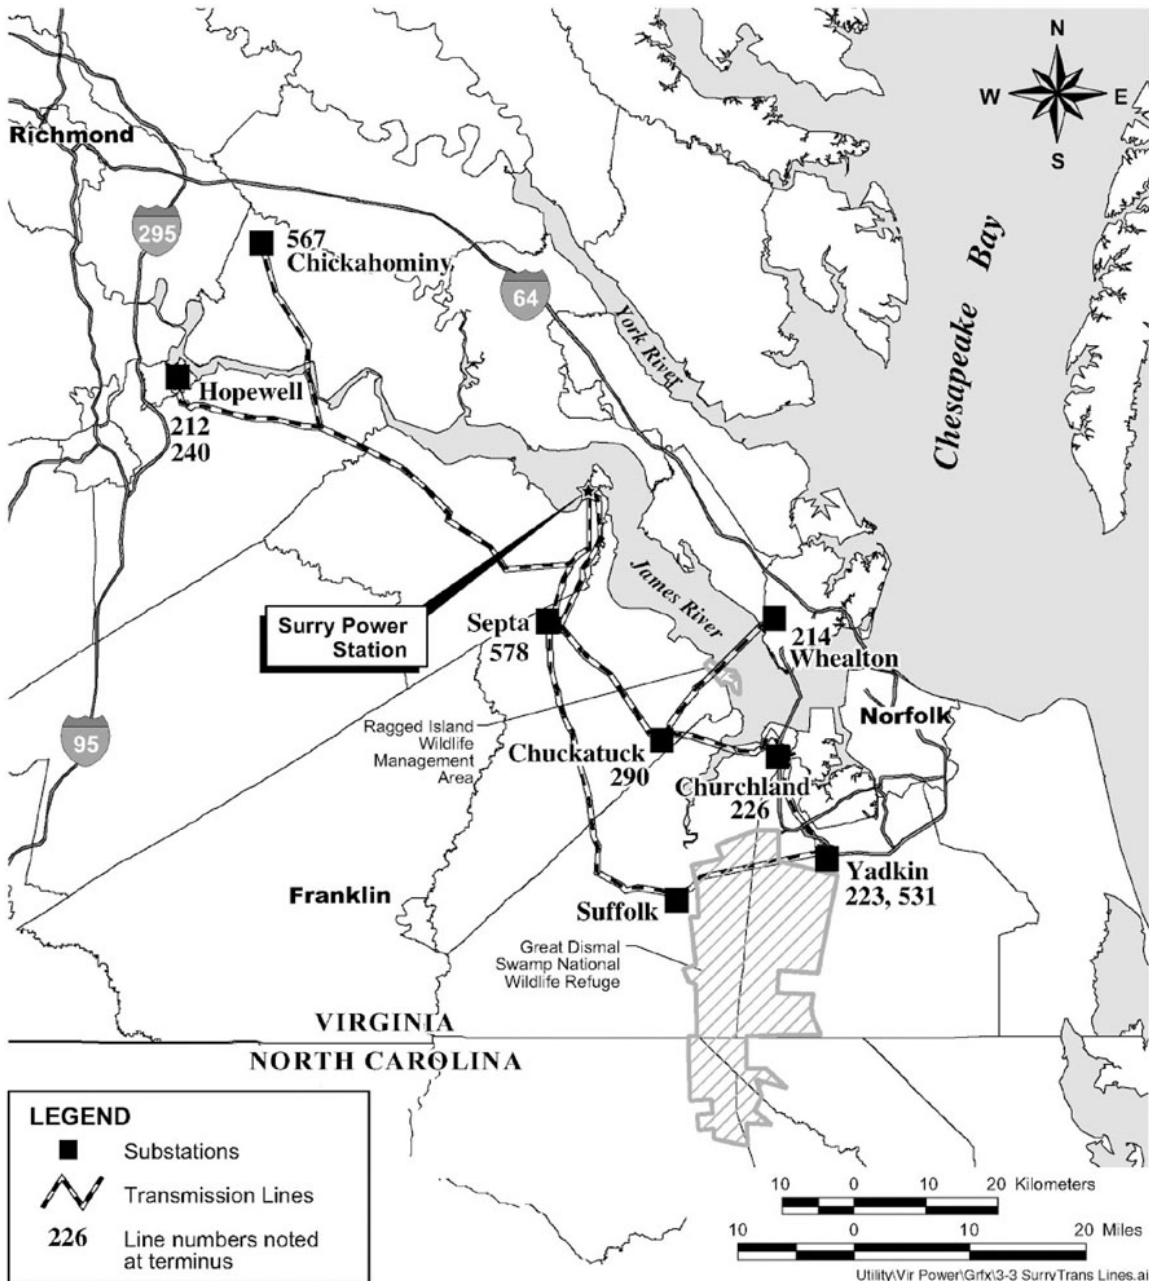 N
W E
S
Richmond
295
567
Chickahominy
64
York River
Chesapeake Bay
Hopewell
212
240
James River
Surry Power
Station
Septa
578
214
Whealton
Ragged Island
Wildlife
Management
Area
95
Norfolk
Chuckatuck
290
Churchland
226
Franklin
Yadkin
223, 531
Suffolk
Great Dismal
Swamp National
Wildlife Refuge
VIRGINIA
NORTH CAROLINA
LEGEND
Substations
Transmission Lines
226 Line numbers noted
at terminus
10 0 10 20 Kilometers
10 0 10 20 Miles
Utility\Vir Power\Grfx\3-3 SurryTrans Lines.ai